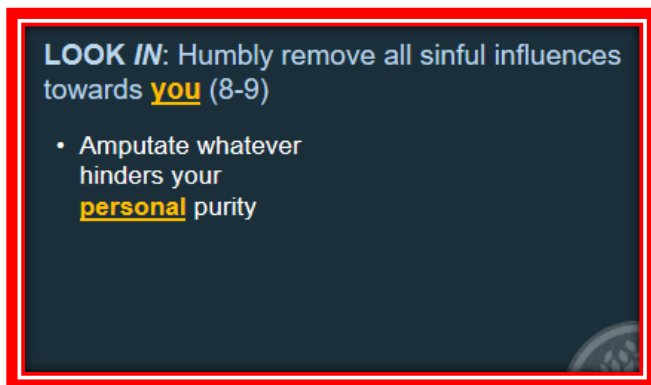 LOOK IN: Humbly remove all sinful influences
towards you (8-9)
• Amputate whatever
hinders your
personal purity